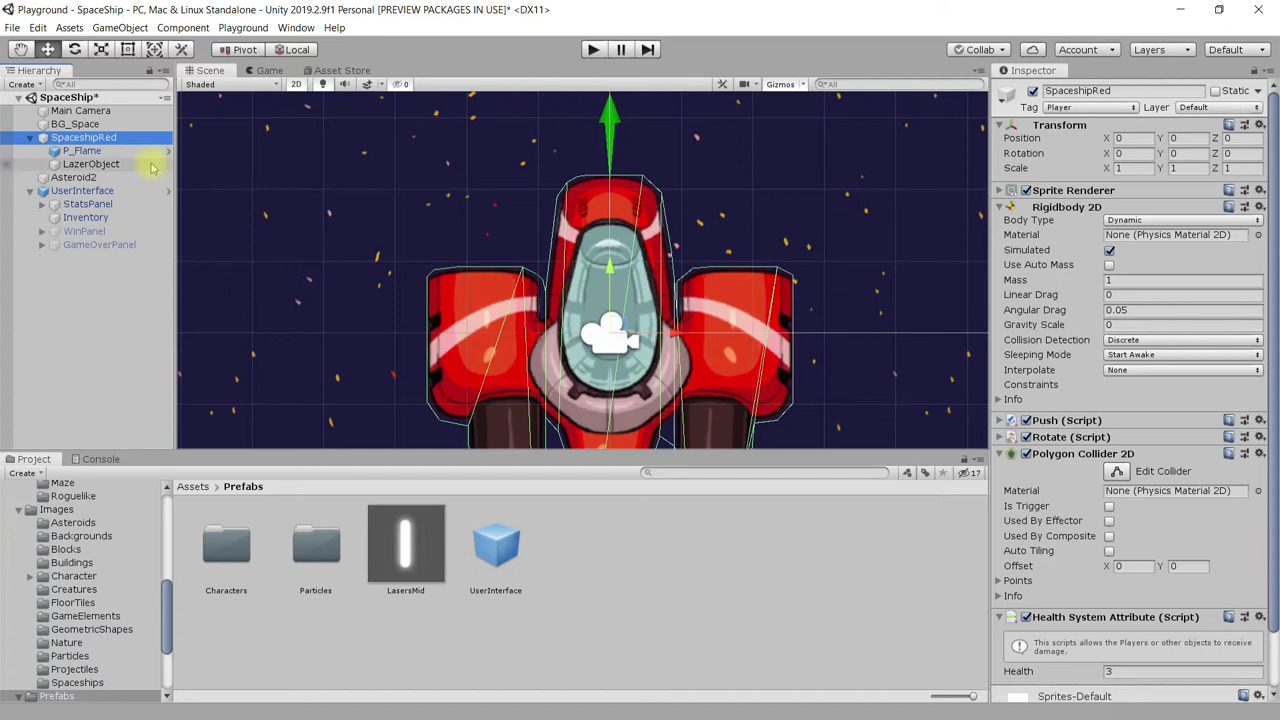 Playground - SpaceShip - PC, Mac & Linux Standalone - Unity 2019.2.9f1 Personal [PREVIEW PACKAGES IN USE]* <DX11>
File Edit Assets GameObject Component Playground Window Help
Pivot Local Collab Account Layers Default
Hierarchy Scene Game Asset Store Inspector
Create All Shaded 2D 0 Gizmos All
SpaceshipRed Static
SpaceShip*
Tag Player Layer Default
Main Camera
BG_Space
Transform
SpaceshipRed
Position X 0 Y 0 Z 0
P_Flame
Rotation X 0 Y 0 Z 0
LazerObject
Scale X 1 Y 1 Z 1
Asteroid2
UserInterface
Sprite Renderer
StatsPanel
Rigidbody 2D
Inventory
Body Type Dynamic
WinPanel
Material None (Physics Material 2D)
GameOverPanel
Simulated
Use Auto Mass
Mass 1
Linear Drag 0
Angular Drag 0.05
Gravity Scale 0
Collision Detection Discrete
Sleeping Mode Start Awake
Interpolate None
Constraints
Info
Push (Script)
Rotate (Script)
Polygon Collider 2D
Edit Collider
Material None (Physics Material 2D)
Is Trigger
Used By Effector
Used By Composite
Auto Tiling
Offset X 0 Y 0
Points
Info
Health System Attribute (Script)
This scripts allows the Players or other objects to receive
damage.
Health 3
Sprites-Default
Project Console
Create 17
Maze
Roguelike
Images
Asteroids
Backgrounds
Blocks
Buildings
Character
Creatures
FloorTiles
GameElements
GeometricShapes
Nature
Particles
Projectiles
Spaceships
Prefabs
Assets > Prefabs
Characters Particles LasersMid UserInterface